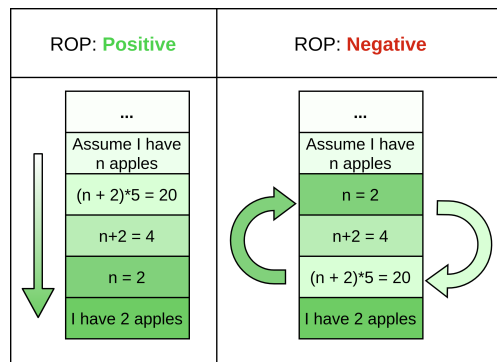 ROP: Positive
ROP: Negative
...
Assume I have
n apples
(n + 2)*5 = 20
n+2 = 4
n = 2
I have 2 apples
...
Assume I have
n apples
n = 2
n+2 = 4
(n + 2)*5 = 20
I have 2 apples